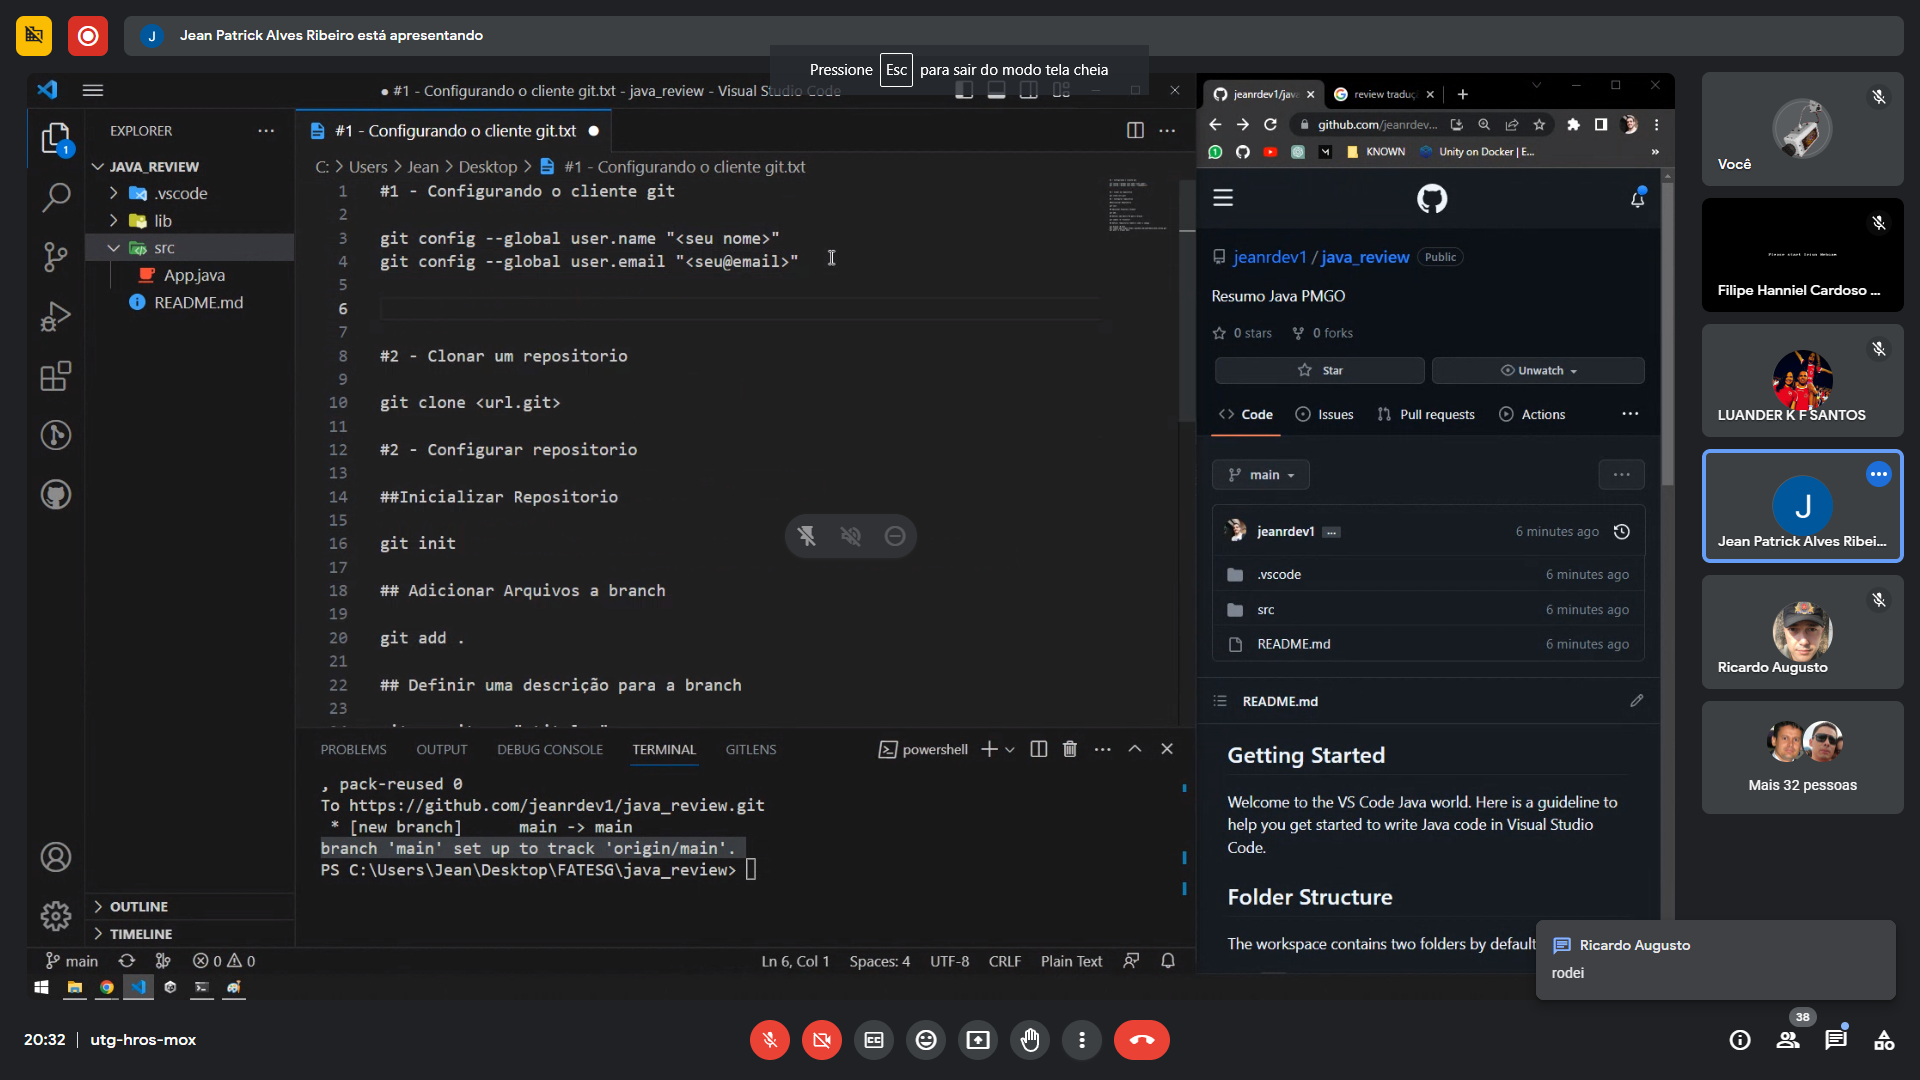 Jean Patrick Alves Ribeiro está apresentando
Pressione Esc para sair do modo tela cheia
● #1 - Configurando o cliente git.txt - java_review - Visual Studio Code
EXPLORER
JAVA_REVIEW
.vscode
lib
src
App.java
README.md
OUTLINE
TIMELINE
#1 - Configurando o cliente git.txt ●
C: > Users > Jean > Desktop > #1 - Configurando o cliente git.txt
1 #1 - Configurando o cliente git
2
3 git config --global user.name "<seu nome>"
4 git config --global user.email "<seu@email>"
5
6
7
8 #2 - Clonar um repositorio
9
10 git clone <url.git>
11
12 #2 - Configurar repositorio
13
14 ##Inicializar Repositorio
15
16 git init
17
18 ## Adicionar Arquivos a branch
19
20 git add .
21
22 ## Definir uma descrição para a branch
23
PROBLEMS OUTPUT DEBUG CONSOLE TERMINAL GITLENS
powershell
, pack-reused 0
To https://github.com/jeanrdev1/java_review.git
* [new branch] main -> main
branch 'main' set up to track 'origin/main'.
PS C:\Users\Jean\Desktop\FATESG\java_review>
main 0 0
Ln 6, Col 1 Spaces: 4 UTF-8 CRLF Plain Text
jeanrdev1/java
review traduç
github.com/jeanrdev...
KNOWN
Unity on Docker | E...
»
jeanrdev1 / java_review Public
Resumo Java PMGO
0 stars 0 forks
Star
Unwatch
Code Issues Pull requests Actions
main
jeanrdev1 ... 6 minutes ago
.vscode 6 minutes ago
src 6 minutes ago
README.md 6 minutes ago
README.md
Getting Started
Welcome to the VS Code Java world. Here is a guideline to
help you get started to write Java code in Visual Studio
Code.
Folder Structure
The workspace contains two folders by default
Você
Please start Iriun Webcam
Filipe Hanniel Cardoso ...
LUANDER K F SANTOS
J
Jean Patrick Alves Ribei...
Ricardo Augusto
Mais 32 pessoas
Ricardo Augusto
rodei
20:32 | utg-hros-mox
38